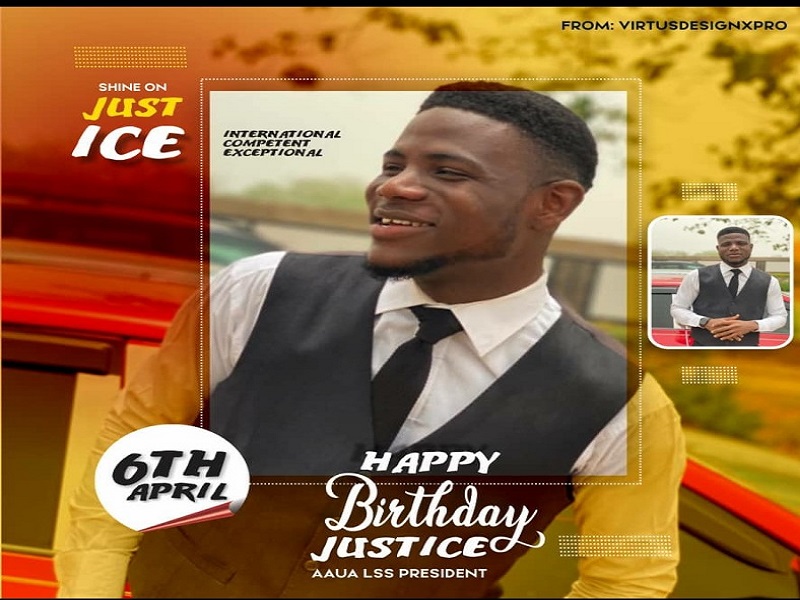 FROM: VIRTUSDESIGNXPRO
SHINE ON
JUST
ICE
INTERNATIONAL
COMPETENT
EXCEPTIONAL
6TH
APRIL
HAPPY
Birthday
JUSTICE
AAUA LSS PRESIDENT